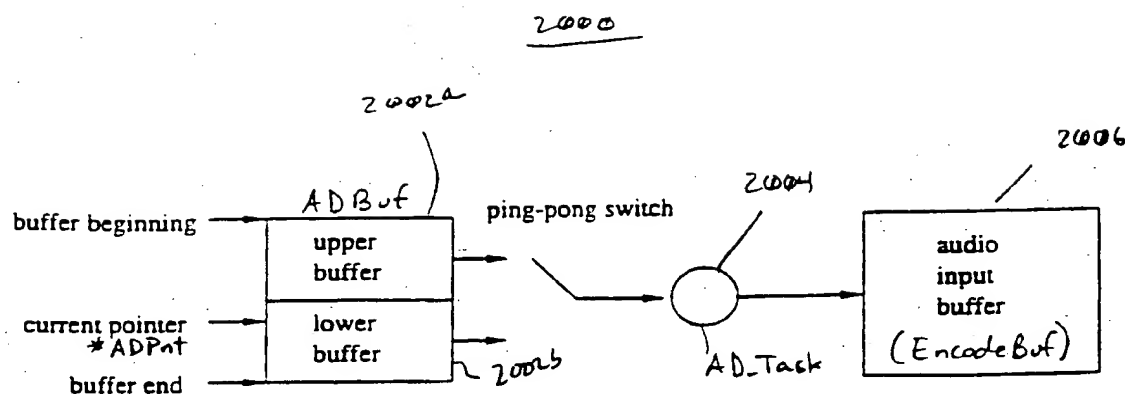 2000
2002a
2006
2004
ADBuf
buffer beginning
ping-pong switch
upper
buffer
audio
input
buffer
(EncodeBuf)
current pointer
*ADPnt
lower
buffer
buffer end
2002b
AD_Task